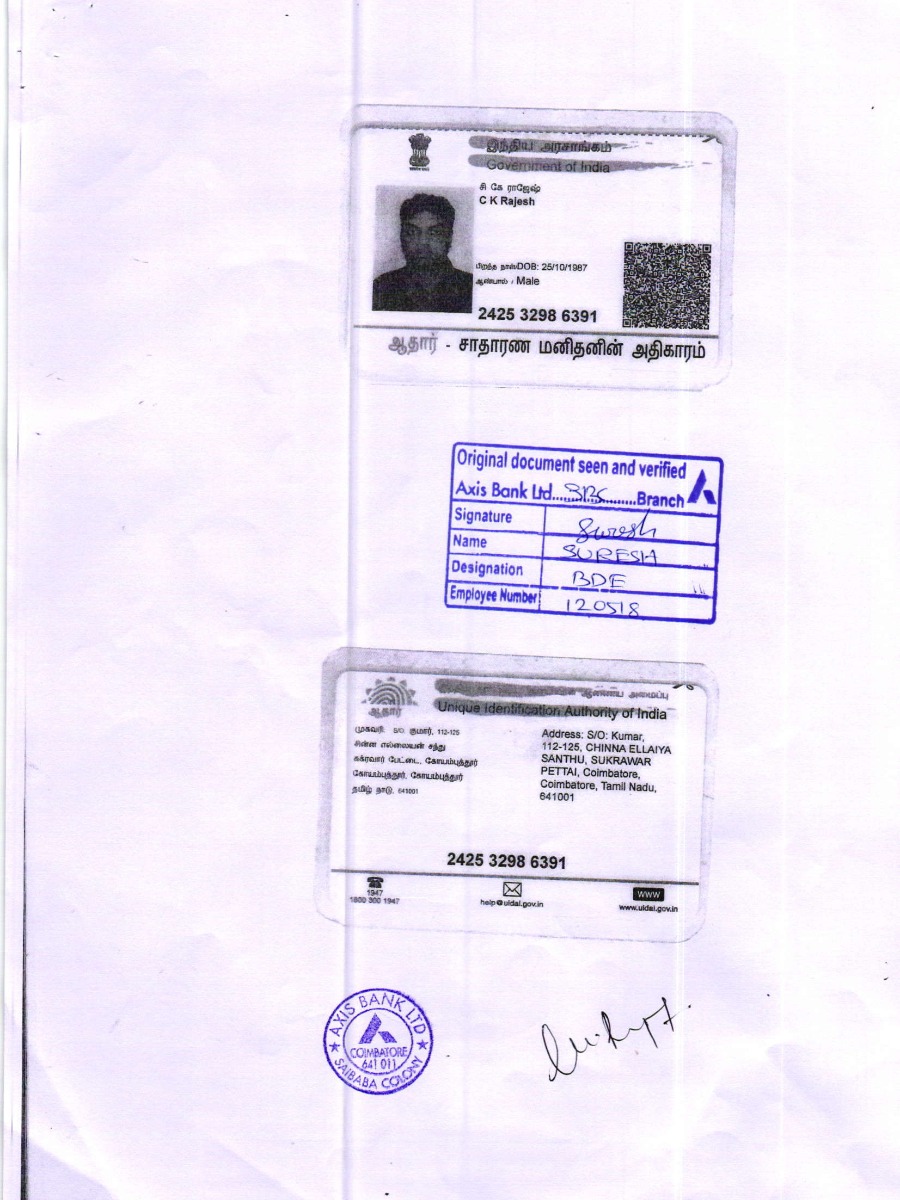 இந்திய அரசாங்கம்
Government of India
சி கே ராஜேஷ்
C K Rajesh
பிறந்த நாள்/DOB: 25/10/1987
ஆண்பால் / Male
2425 3298 6391
ஆதார் - சாதாரண மனிதனின் அதிகாரம்
Original document seen and verified
Axis Bank Ltd....SBC.......Branch
Signature Suresh
Name SURESH
Designation BDE
Employee Number 120518
ஆணைய அமைப்பு
Unique Identification Authority of India
ஆதார்
முகவரி: S/O குமார், 112-125
சின்ன எல்லையன் சந்து
சுக்ரவார் பேட்டை, கோயம்புத்தூர்
கோயம்புத்தூர், கோயம்புத்தூர்
தமிழ் நாடு, 641001
Address: S/O: Kumar,
112-125, CHINNA ELLAIYA
SANTHU, SUKRAWAR
PETTAI, Coimbatore,
Coimbatore, Tamil Nadu,
641001
2425 3298 6391
1947
1800 300 1947
help@uidai.gov.in
WWW
www.uidai.gov.in
AXIS BANK LTD
COIMBATORE
641 011
SAIBABA COLONY